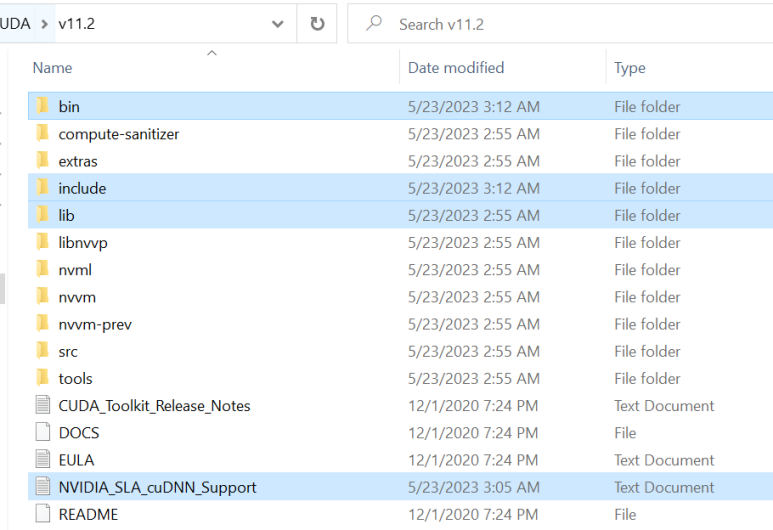 UDA > v11.2 Search v11.2
Name Date modified Type
bin 5/23/2023 3:12 AM File folder
compute-sanitizer 5/23/2023 2:55 AM File folder
extras 5/23/2023 2:55 AM File folder
include 5/23/2023 3:12 AM File folder
lib 5/23/2023 2:55 AM File folder
libnvvp 5/23/2023 2:55 AM File folder
nvml 5/23/2023 2:55 AM File folder
nvvm 5/23/2023 2:55 AM File folder
nvvm-prev 5/23/2023 2:55 AM File folder
src 5/23/2023 2:55 AM File folder
tools 5/23/2023 2:55 AM File folder
CUDA_Toolkit_Release_Notes 12/1/2020 7:24 PM Text Document
DOCS 12/1/2020 7:24 PM File
EULA 12/1/2020 7:24 PM Text Document
NVIDIA_SLA_cuDNN_Support 5/23/2023 3:05 AM Text Document
README 12/1/2020 7:24 PM File